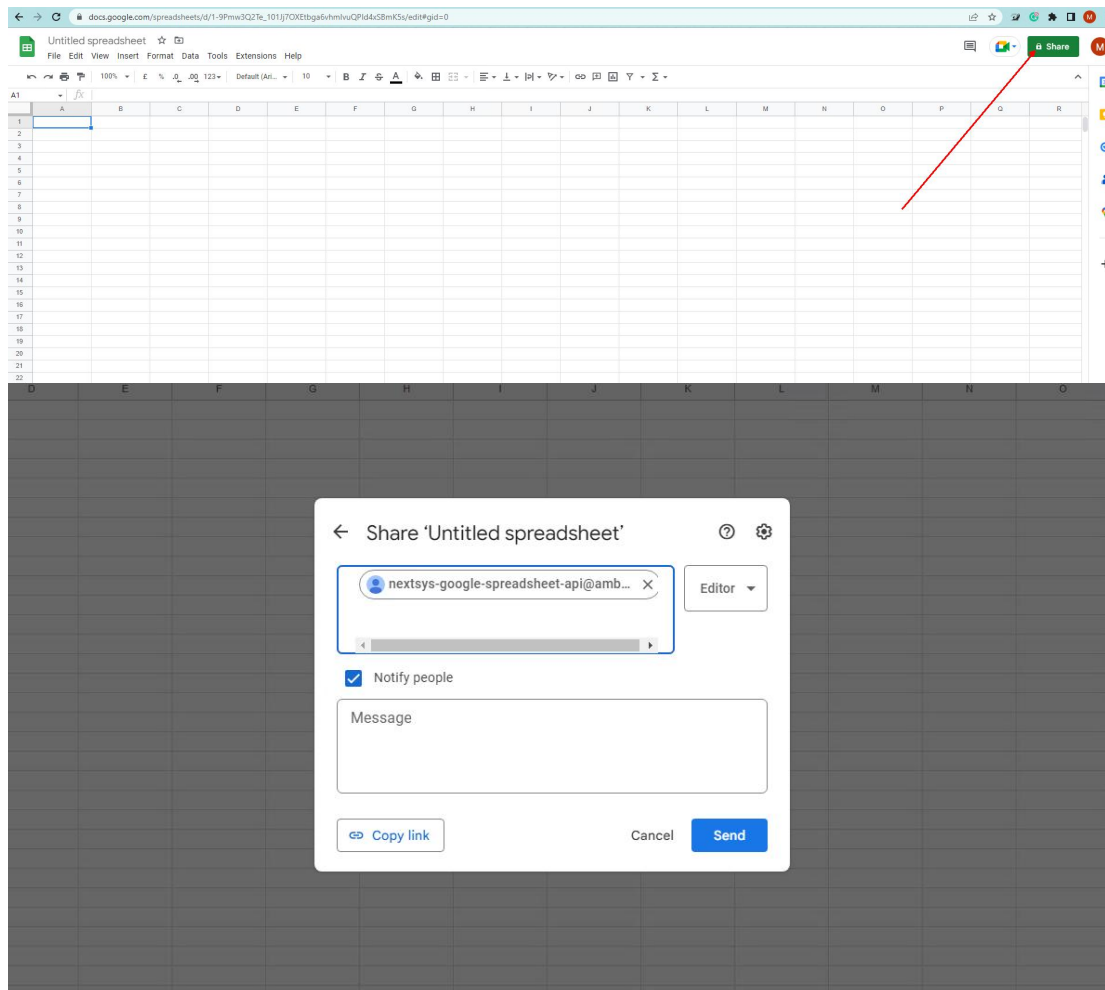 docs.google.com/spreadsheets/d/1-9Pmw3Q2Te_101Jj7OXEtbga6vhmIvuQPld4xSBmK5s/edit#gid=0
M
Untitled spreadsheet
File Edit View Insert Format Data Tools Extensions Help
Share
M
100% £ % .0 .00 123 Default (Ari... 10 B I S A
A1 fx
A B C D E F G H I J K L M N O P Q R
1
2
3
4
5
6
7
8
9
10
11
12
13
14
15
16
17
18
19
20
21
22
D E F G H I J K L M N O
Share ‘Untitled spreadsheet’
nextsys-google-spreadsheet-api@amb...
Editor
Notify people
Message
Copy link
Cancel
Send